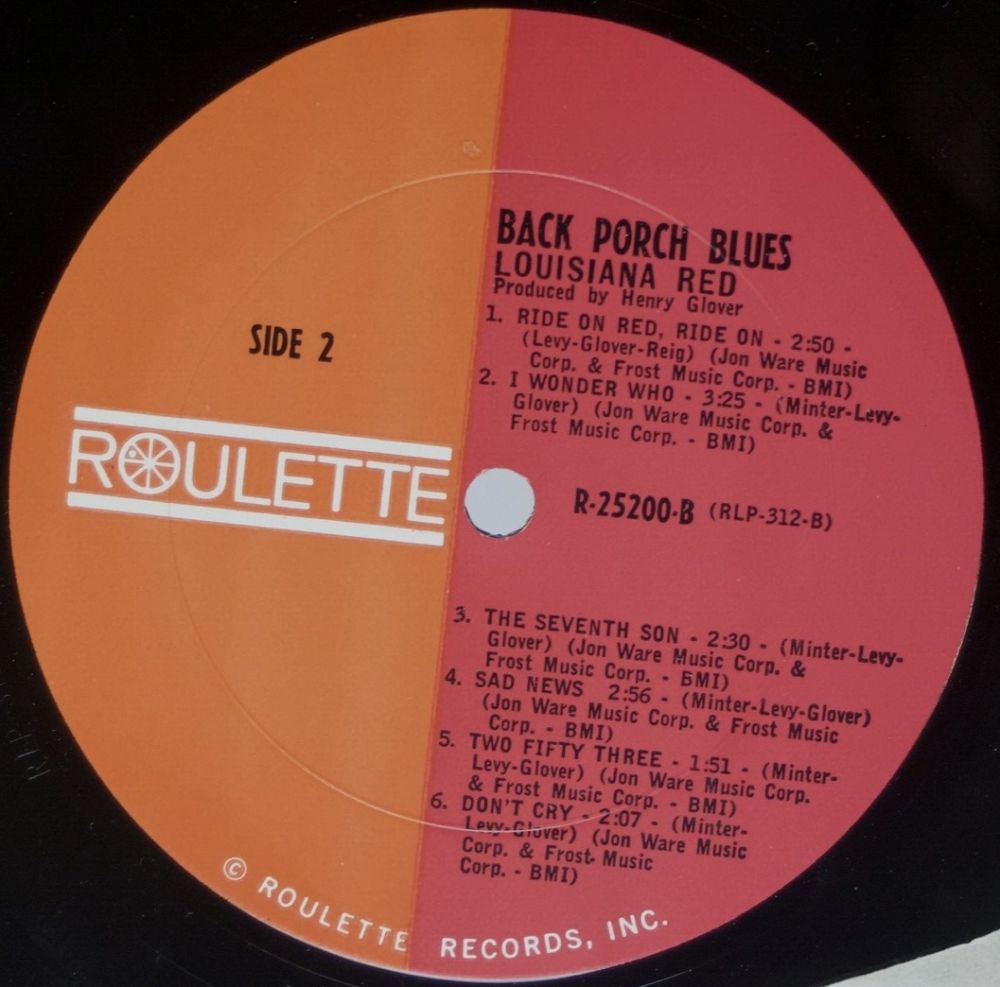 BACK PORCH BLUES
LOUISIANA RED
Produced by Henry Glover
1. RIDE ON RED, RIDE ON - 2:50 -
(Levy-Glover-Reig) (Jon Ware Music
Corp. & Frost Music Corp. - BMI)
2. I WONDER WHO - 3:25 - (Minter-Levy-
Glover) (Jon Ware Music Corp. &
Frost Music Corp. - BMI)
SIDE 2
ROULETTE
R-25200-B (RLP-312-B)
3. THE SEVENTH SON - 2:30 - (Minter-Levy-
Glover) (Jon Ware Music Corp. &
Frost Music Corp. - BMI)
4. SAD NEWS 2:56 - (Minter-Levy-Glover)
(Jon Ware Music Corp. & Frost Music
Corp. - BMI)
5. TWO FIFTY THREE - 1:51 - (Minter-
Levy-Glover) (Jon Ware Music Corp.
& Frost Music Corp. - BMI)
6. DON'T CRY - 2:07 - (Minter-
Levy-Glover) (Jon Ware Music
Corp. & Frost Music
Corp. - BMI)
© ROULETTE RECORDS, INC.